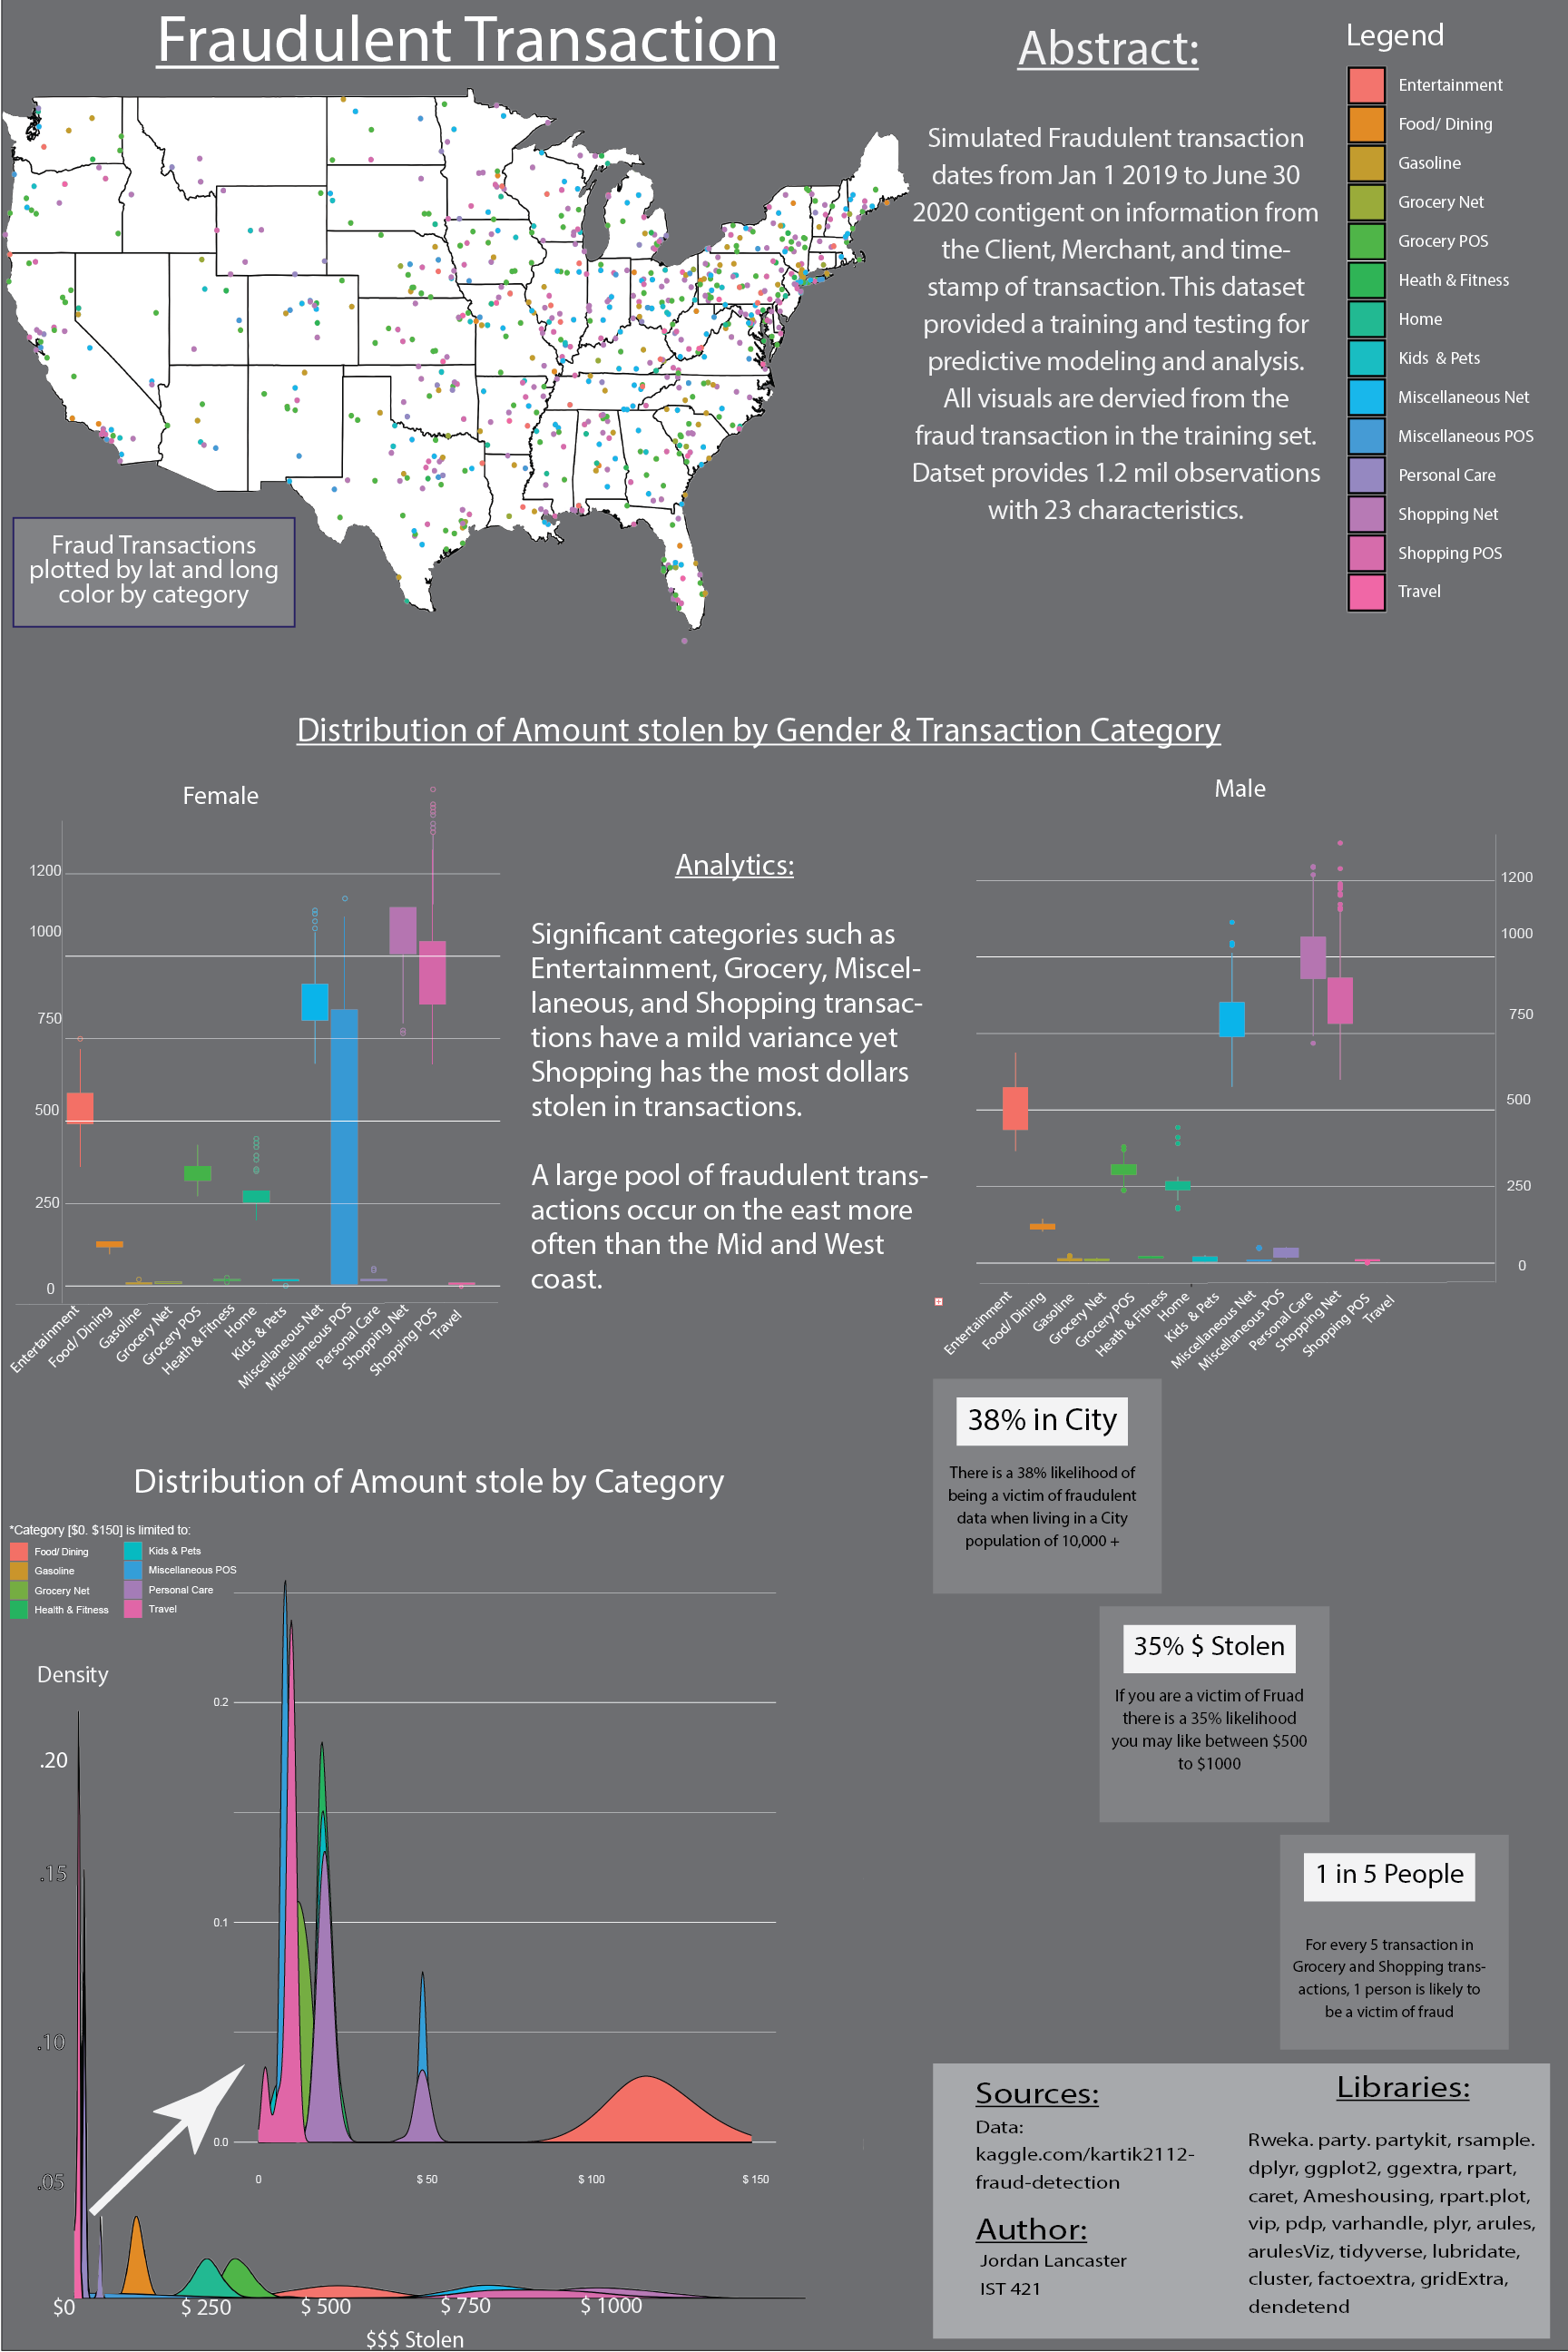 Fraudulent Transaction
Fraud Transactions
plotted by lat and long
color by category
Abstract:
Simulated Fraudulent transaction
dates from Jan 1 2019 to June 30
2020 contigent on information from
the Client, Merchant, and time-
stamp of transaction. This dataset
provided a training and testing for
predictive modeling and analysis.
All visuals are dervied from the
fraud transaction in the training set.
Datset provides 1.2 mil observations
with 23 characteristics.
Legend
Entertainment
Food/ Dining
Gasoline
Grocery Net
Grocery POS
Heath & Fitness
Home
Kids & Pets
Miscellaneous Net
Miscellaneous POS
Personal Care
Shopping Net
Shopping POS
Travel
Distribution of Amount stolen by Gender & Transaction Category
Female
1200
1000
750
500
250
0
Entertainment
Food/ Dining
Gasoline
Grocery Net
Grocery POS
Heath & Fitness
Home
Kids & Pets
Miscellaneous Net
Miscellaneous POS
Personal Care
Shopping Net
Shopping POS
Travel
Analytics:
Significant categories such as
Entertainment, Grocery, Miscel-
laneous, and Shopping transac-
tions have a mild variance yet
Shopping has the most dollars
stolen in transactions.
A large pool of fraudulent trans-
actions occur on the east more
often than the Mid and West
coast.
Male
1200
1000
750
500
250
0
Entertainment
Food/ Dining
Gasoline
Grocery Net
Grocery POS
Heath & Fitness
Home
Kids & Pets
Miscellaneous Net
Miscellaneous POS
Personal Care
Shopping Net
Shopping POS
Travel
38% in City
There is a 38% likelihood of
being a victim of fraudulent
data when living in a City
population of 10,000 +
35% $ Stolen
If you are a victim of Fruad
there is a 35% likelihood
you may like between $500
to $1000
1 in 5 People
For every 5 transaction in
Grocery and Shopping trans-
actions, 1 person is likely to
be a victim of fraud
Distribution of Amount stole by Category
*Category [$0. $150] is limited to:
Food/ Dining
Gasoline
Grocery Net
Health & Fitness
Kids & Pets
Miscellaneous POS
Personal Care
Travel
Density
.20
.15
.10
.05
0.2
0.1
0.0
0
$ 50
$ 100
$ 150
$0
$ 250
$ 500
$ 750
$ 1000
$$$ Stolen
Sources:
Data:
kaggle.com/kartik2112-
fraud-detection
Author:
Jordan Lancaster
IST 421
Libraries:
Rweka. party. partykit, rsample.
dplyr, ggplot2, ggextra, rpart,
caret, Ameshousing, rpart.plot,
vip, pdp, varhandle, plyr, arules,
arulesViz, tidyverse, lubridate,
cluster, factoextra, gridExtra,
dendetend